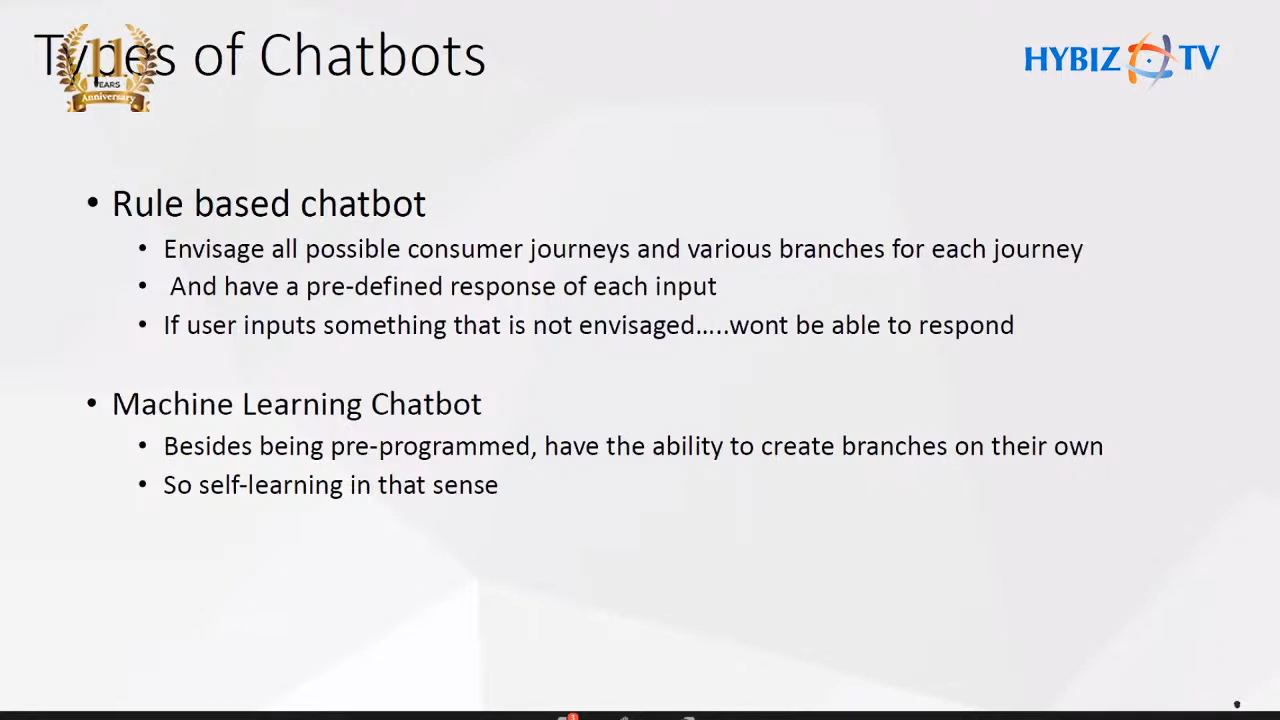 Types of Chatbots
11
YEARS
Anniversary
HYBIZ TV
• Rule based chatbot
• Envisage all possible consumer journeys and various branches for each journey
• And have a pre-defined response of each input
• If user inputs something that is not envisaged.....wont be able to respond
• Machine Learning Chatbot
• Besides being pre-programmed, have the ability to create branches on their own
• So self-learning in that sense